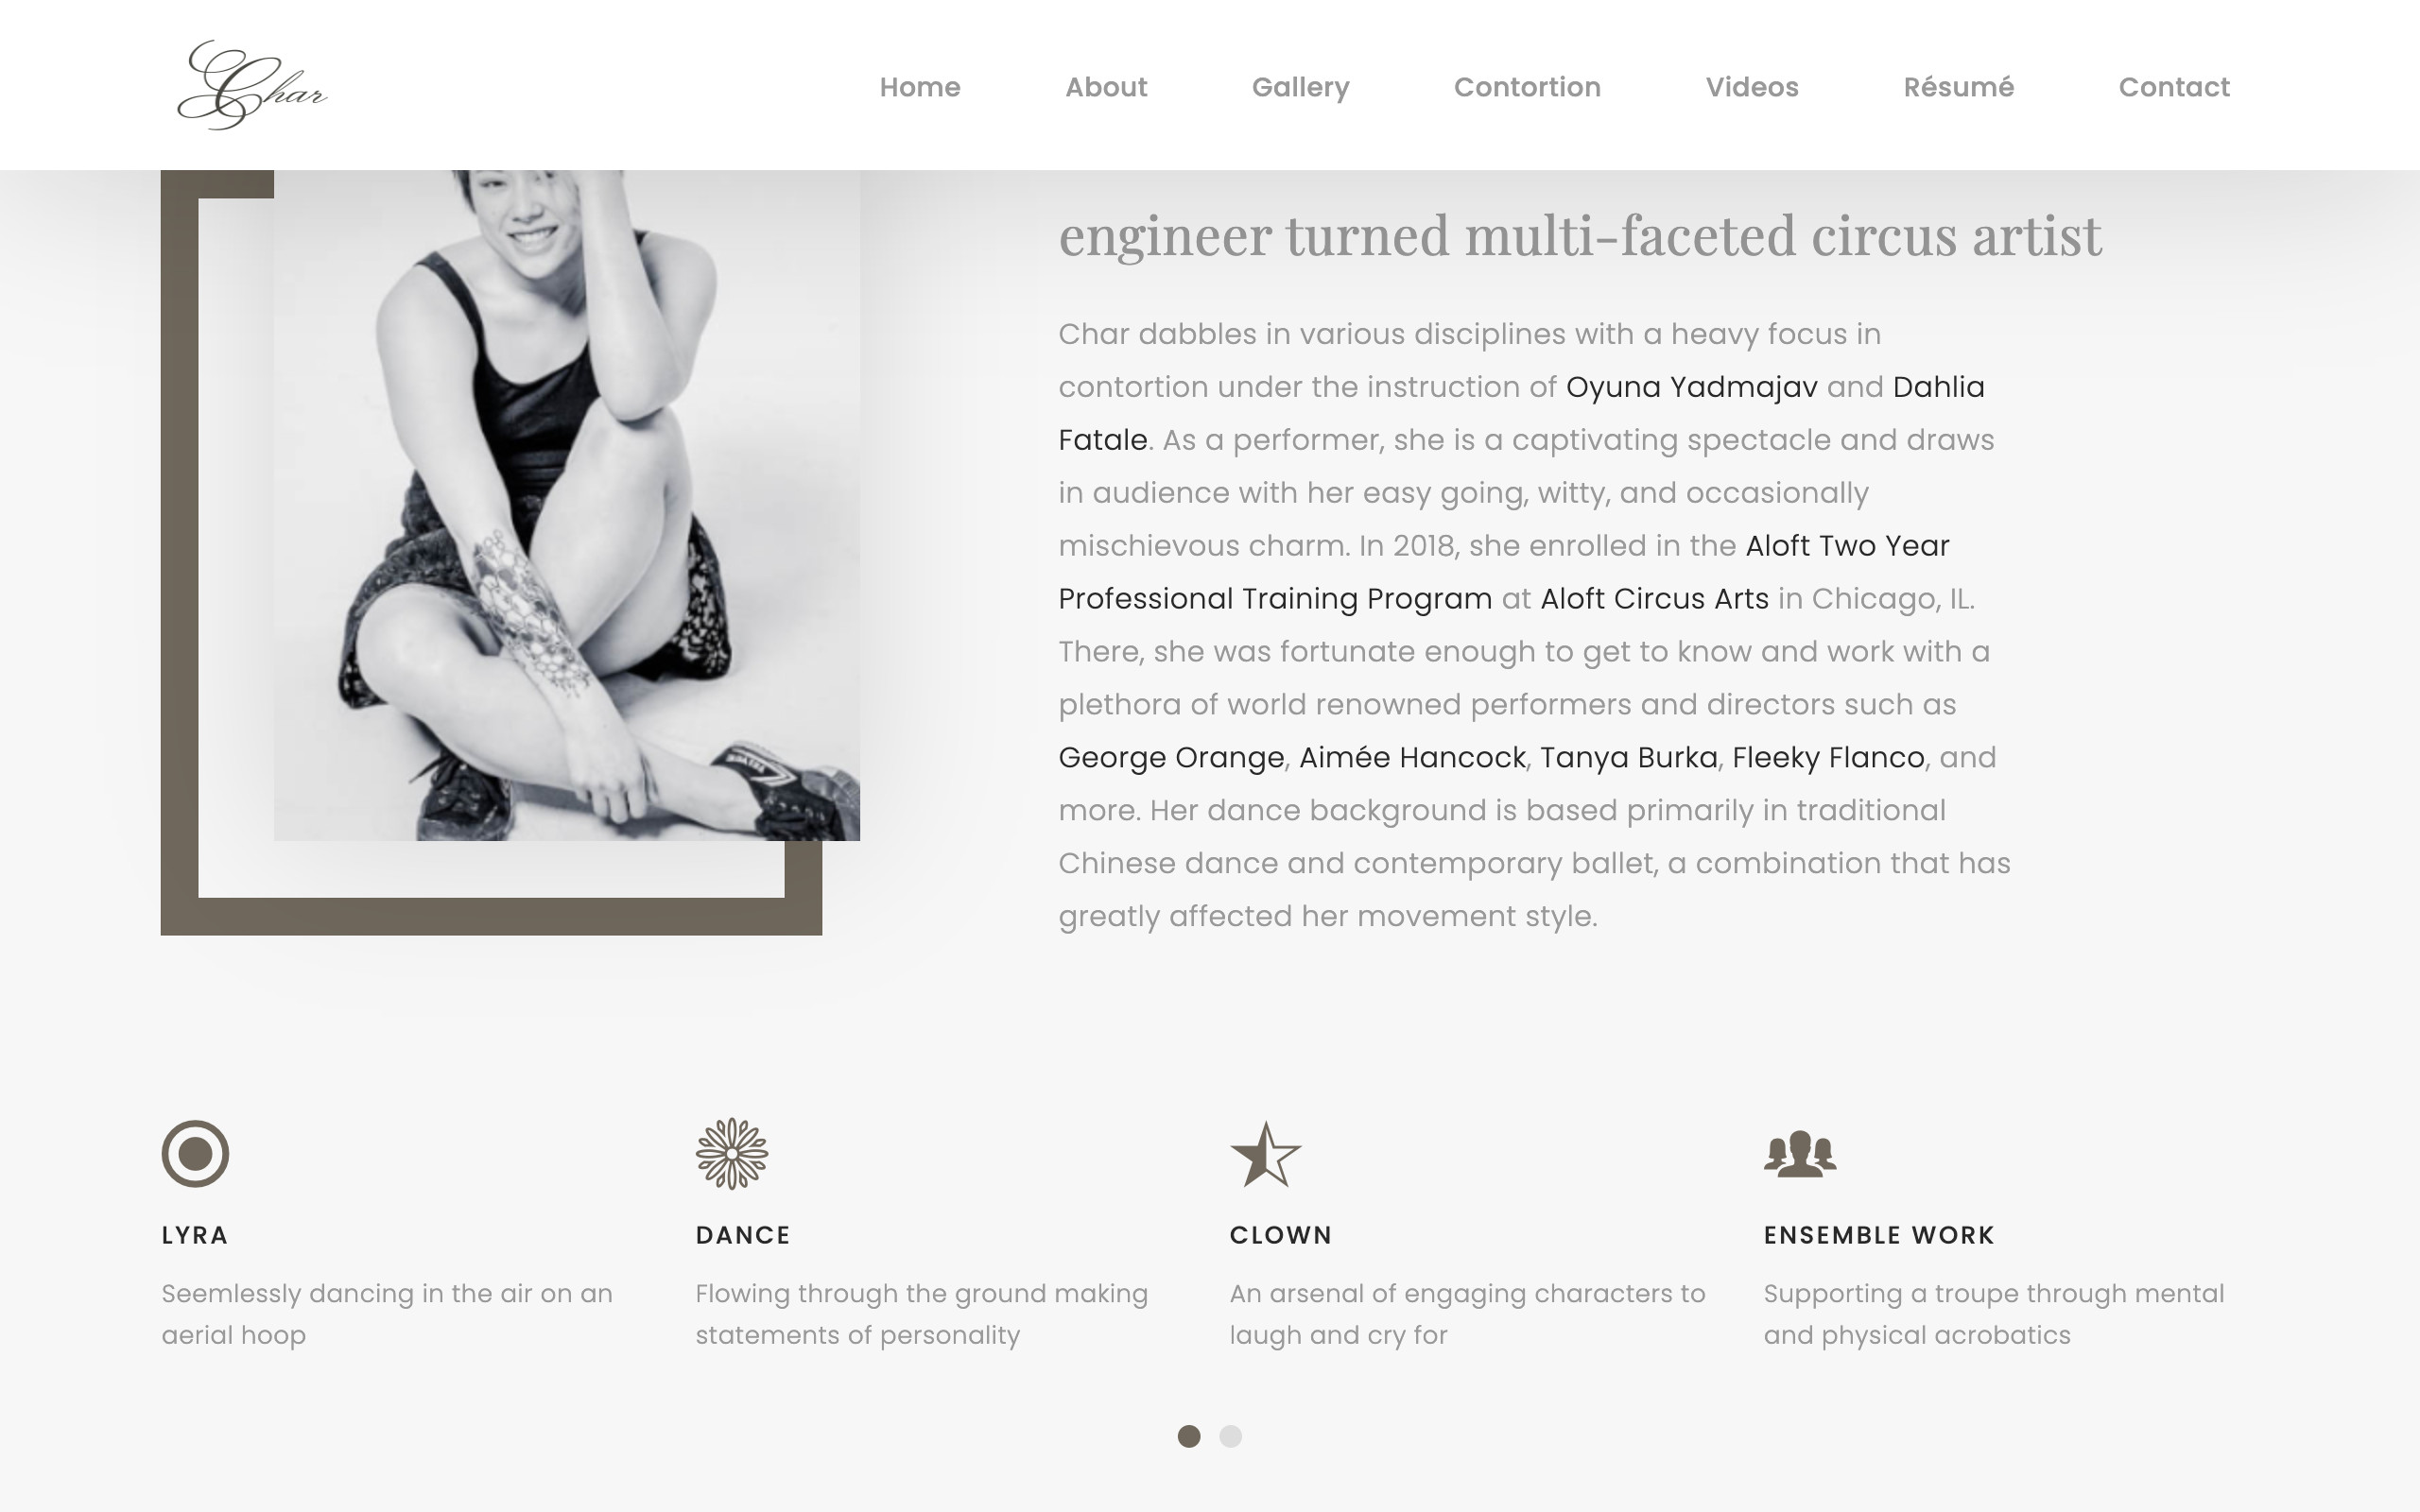 Char
Home About Gallery Contortion Videos Résumé Contact
engineer turned multi-faceted circus artist
Char dabbles in various disciplines with a heavy focus in
contortion under the instruction of Oyuna Yadmajav and Dahlia
Fatale. As a performer, she is a captivating spectacle and draws
in audience with her easy going, witty, and occasionally
mischievous charm. In 2018, she enrolled in the Aloft Two Year
Professional Training Program at Aloft Circus Arts in Chicago, IL.
There, she was fortunate enough to get to know and work with a
plethora of world renowned performers and directors such as
George Orange, Aimée Hancock, Tanya Burka, Fleeky Flanco, and
more. Her dance background is based primarily in traditional
Chinese dance and contemporary ballet, a combination that has
greatly affected her movement style.
LYRA
Seemlessly dancing in the air on an
aerial hoop
DANCE
Flowing through the ground making
statements of personality
CLOWN
An arsenal of engaging characters to
laugh and cry for
ENSEMBLE WORK
Supporting a troupe through mental
and physical acrobatics